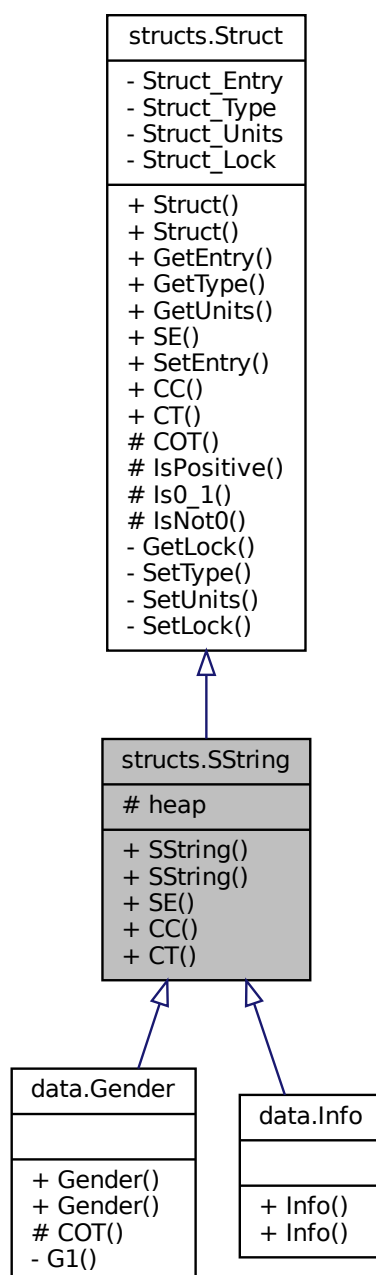 structs.Struct
- Struct_Entry
- Struct_Type
- Struct_Units
- Struct_Lock
+ Struct()
+ Struct()
+ GetEntry()
+ GetType()
+ GetUnits()
+ SE()
+ SetEntry()
+ CC()
+ CT()
# COT()
# IsPositive()
# Is0_1()
# IsNot0()
- GetLock()
- SetType()
- SetUnits()
- SetLock()
structs.SString
# heap
+ SString()
+ SString()
+ SE()
+ CC()
+ CT()
data.Gender
+ Gender()
+ Gender()
# COT()
- G1()
data.Info
+ Info()
+ Info()